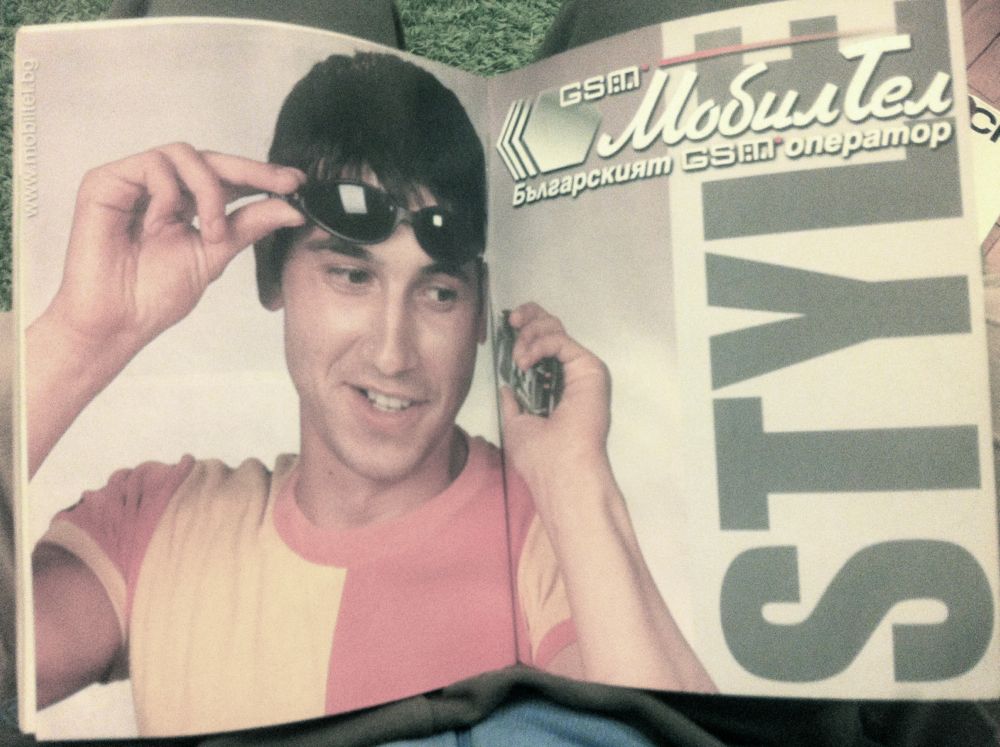 www.mobiltel.bg
GSM
МобилТел
Българският GSM оператор
STYLE